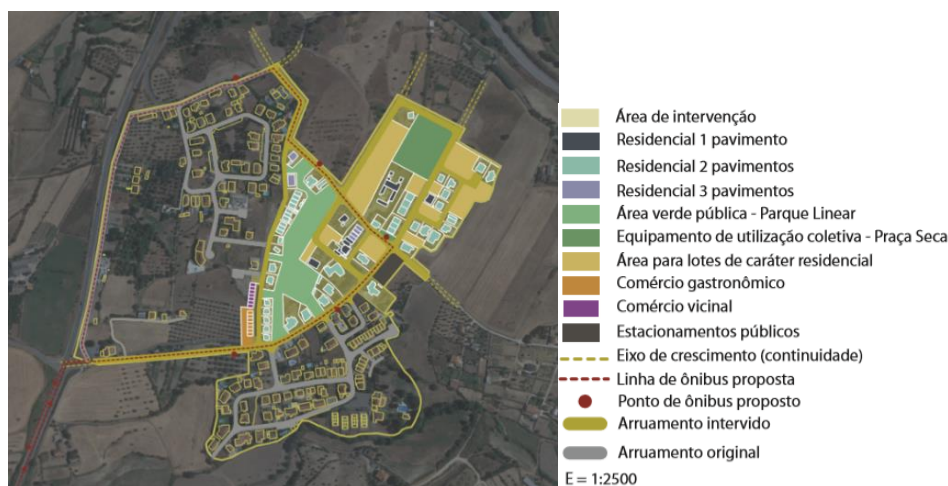 Área de intervenção
Residencial 1 pavimento
Residencial 2 pavimentos
Residencial 3 pavimentos
Área verde pública - Parque Linear
Equipamento de utilização coletiva - Praça Seca
Área para lotes de caráter residencial
Comércio gastronômico
Comércio vicinal
Estacionamentos públicos
Eixo de crescimento (continuidade)
Linha de ônibus proposta
Ponto de ônibus proposto
Arruamento intervido
Arruamento original
E = 1:2500